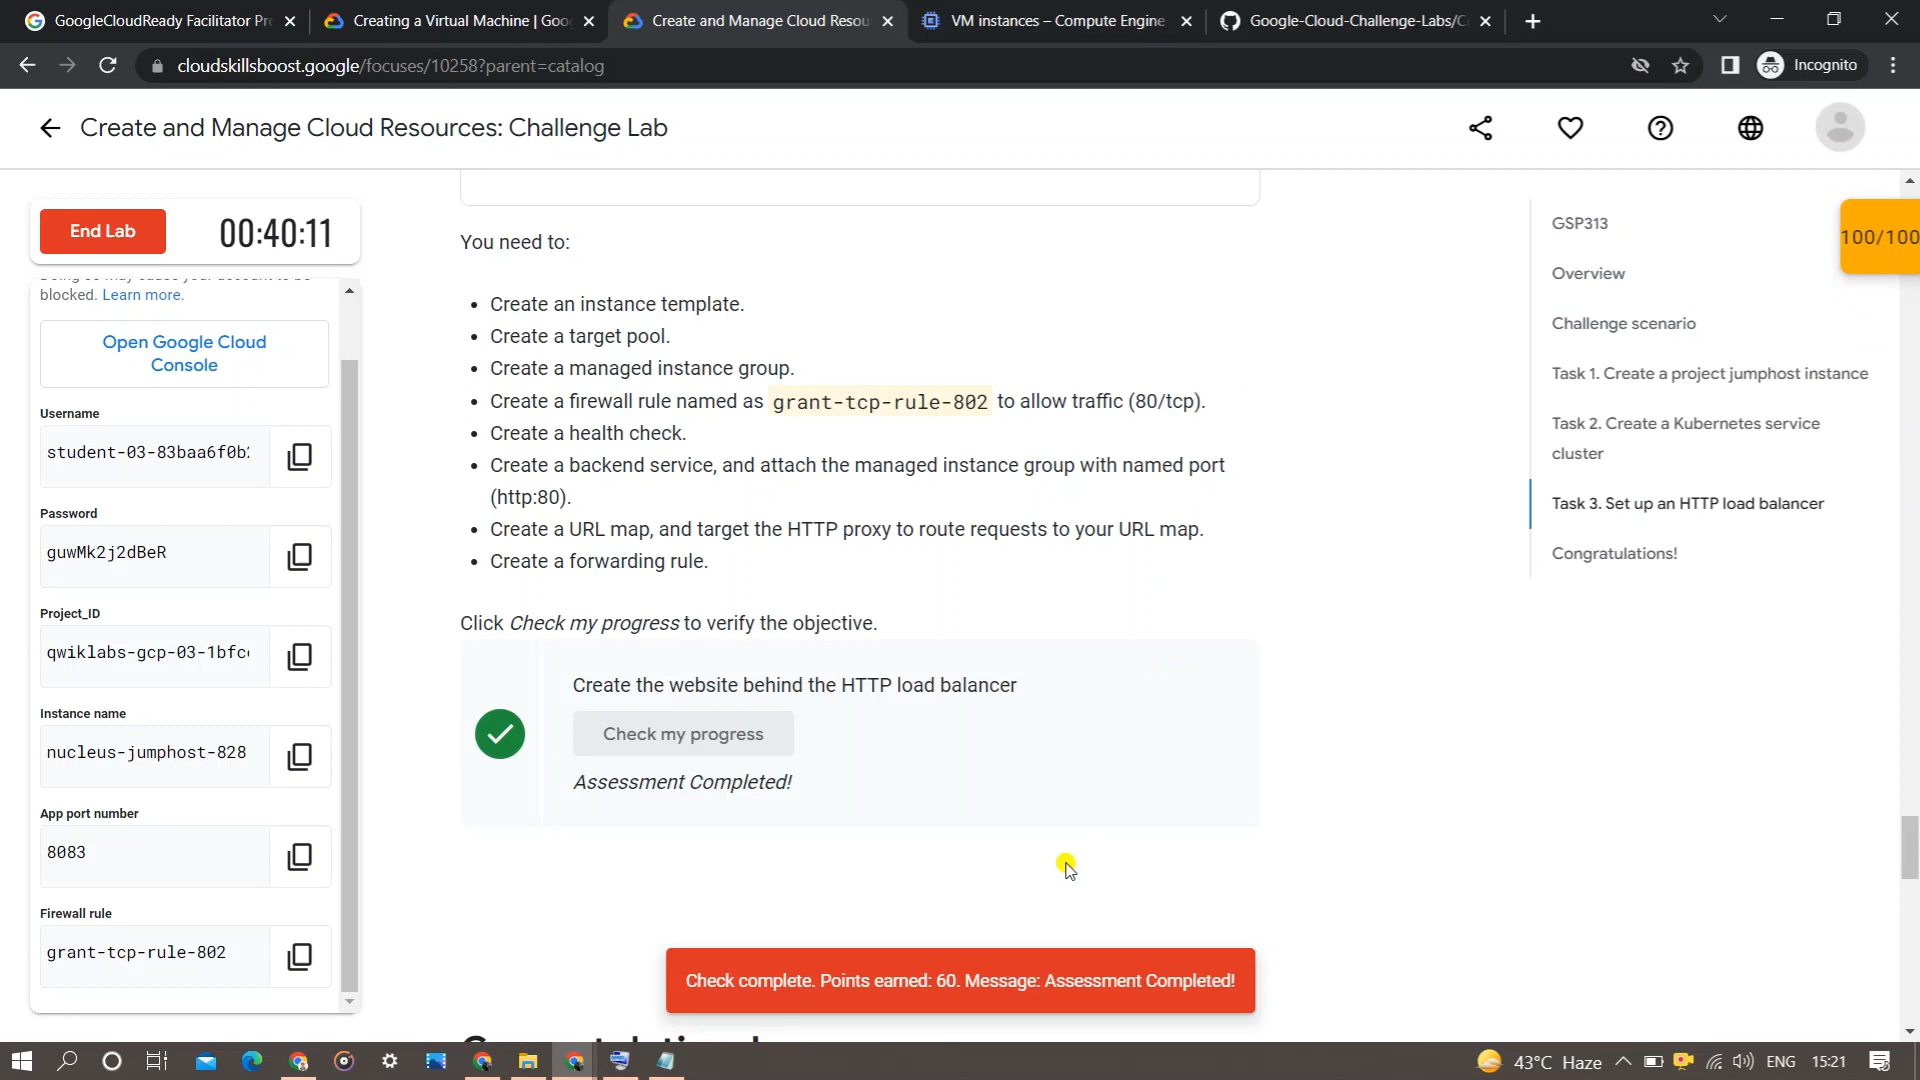 GoogleCloudReady Facilitator Pr
Creating a Virtual Machine | Goo
Create and Manage Cloud Resou
VM instances – Compute Engine
Google-Cloud-Challenge-Labs/C
cloudskillsboost.google/focuses/10258?parent=catalog
Incognito
Create and Manage Cloud Resources: Challenge Lab
End Lab
00:40:11
blocked. Learn more.
Open Google Cloud
Console
Username
student-03-83baa6f0b
Password
guwMk2j2dBeR
Project_ID
qwiklabs-gcp-03-1bfc
Instance name
nucleus-jumphost-828
App port number
8083
Firewall rule
grant-tcp-rule-802
You need to:
• Create an instance template.
• Create a target pool.
• Create a managed instance group.
• Create a firewall rule named as grant-tcp-rule-802 to allow traffic (80/tcp).
• Create a health check.
• Create a backend service, and attach the managed instance group with named port
(http:80).
• Create a URL map, and target the HTTP proxy to route requests to your URL map.
• Create a forwarding rule.
Click Check my progress to verify the objective.
Create the website behind the HTTP load balancer
Check my progress
Assessment Completed!
Check complete. Points earned: 60. Message: Assessment Completed!
GSP313
Overview
Challenge scenario
Task 1. Create a project jumphost instance
Task 2. Create a Kubernetes service
cluster
Task 3. Set up an HTTP load balancer
Congratulations!
100/100
43°C Haze
ENG
15:21